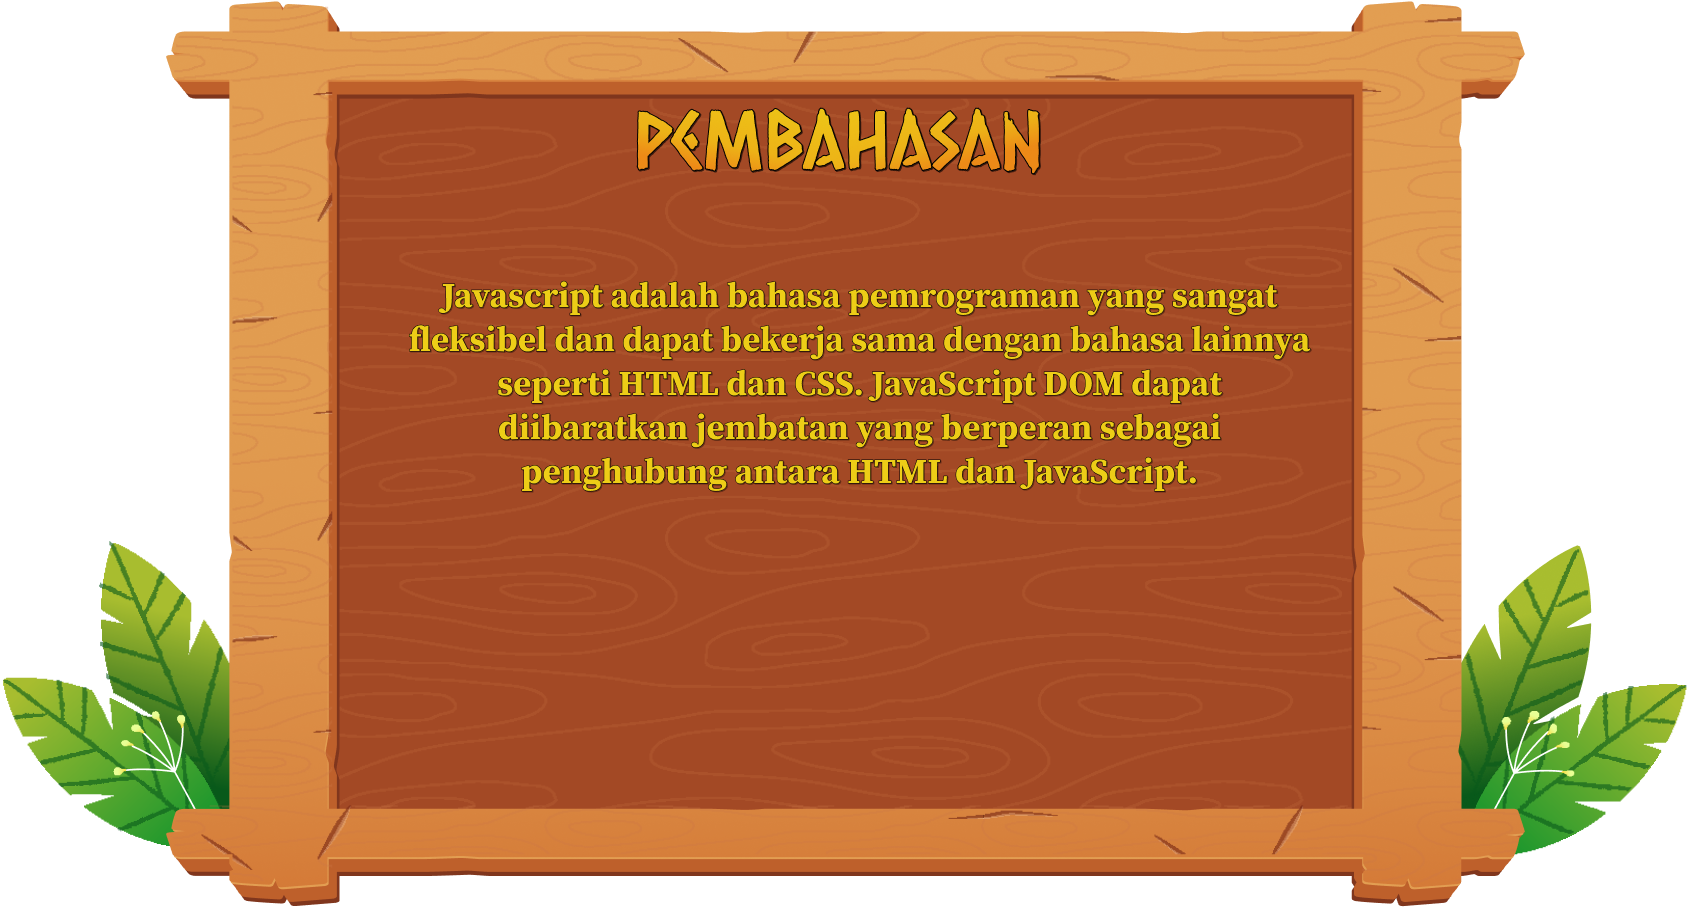 PEMBAHASAN
Javascript adalah bahasa pemrograman yang sangat
fleksibel dan dapat bekerja sama dengan bahasa lainnya
seperti HTML dan CSS. JavaScript DOM dapat
diibaratkan jembatan yang berperan sebagai
penghubung antara HTML dan JavaScript.